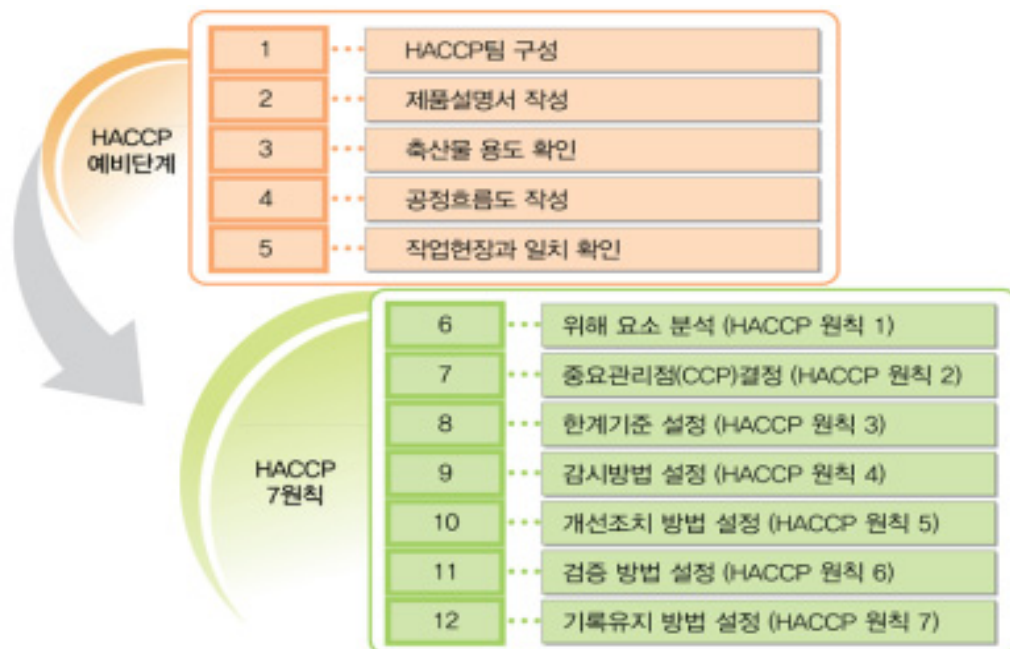 HACCP
예비단계
1 HACCP팀 구성
2 제품설명서 작성
3 축산물 용도 확인
4 공정흐름도 작성
5 작업현장과 일치 확인
HACCP
7원칙
6 위해 요소 분석 (HACCP 원칙 1)
7 중요관리점(CCP)결정 (HACCP 원칙 2)
8 한계기준 설정 (HACCP 원칙 3)
9 감시방법 설정 (HACCP 원칙 4)
10 개선조치 방법 설정 (HACCP 원칙 5)
11 검증 방법 설정 (HACCP 원칙 6)
12 기록유지 방법 설정 (HACCP 원칙 7)